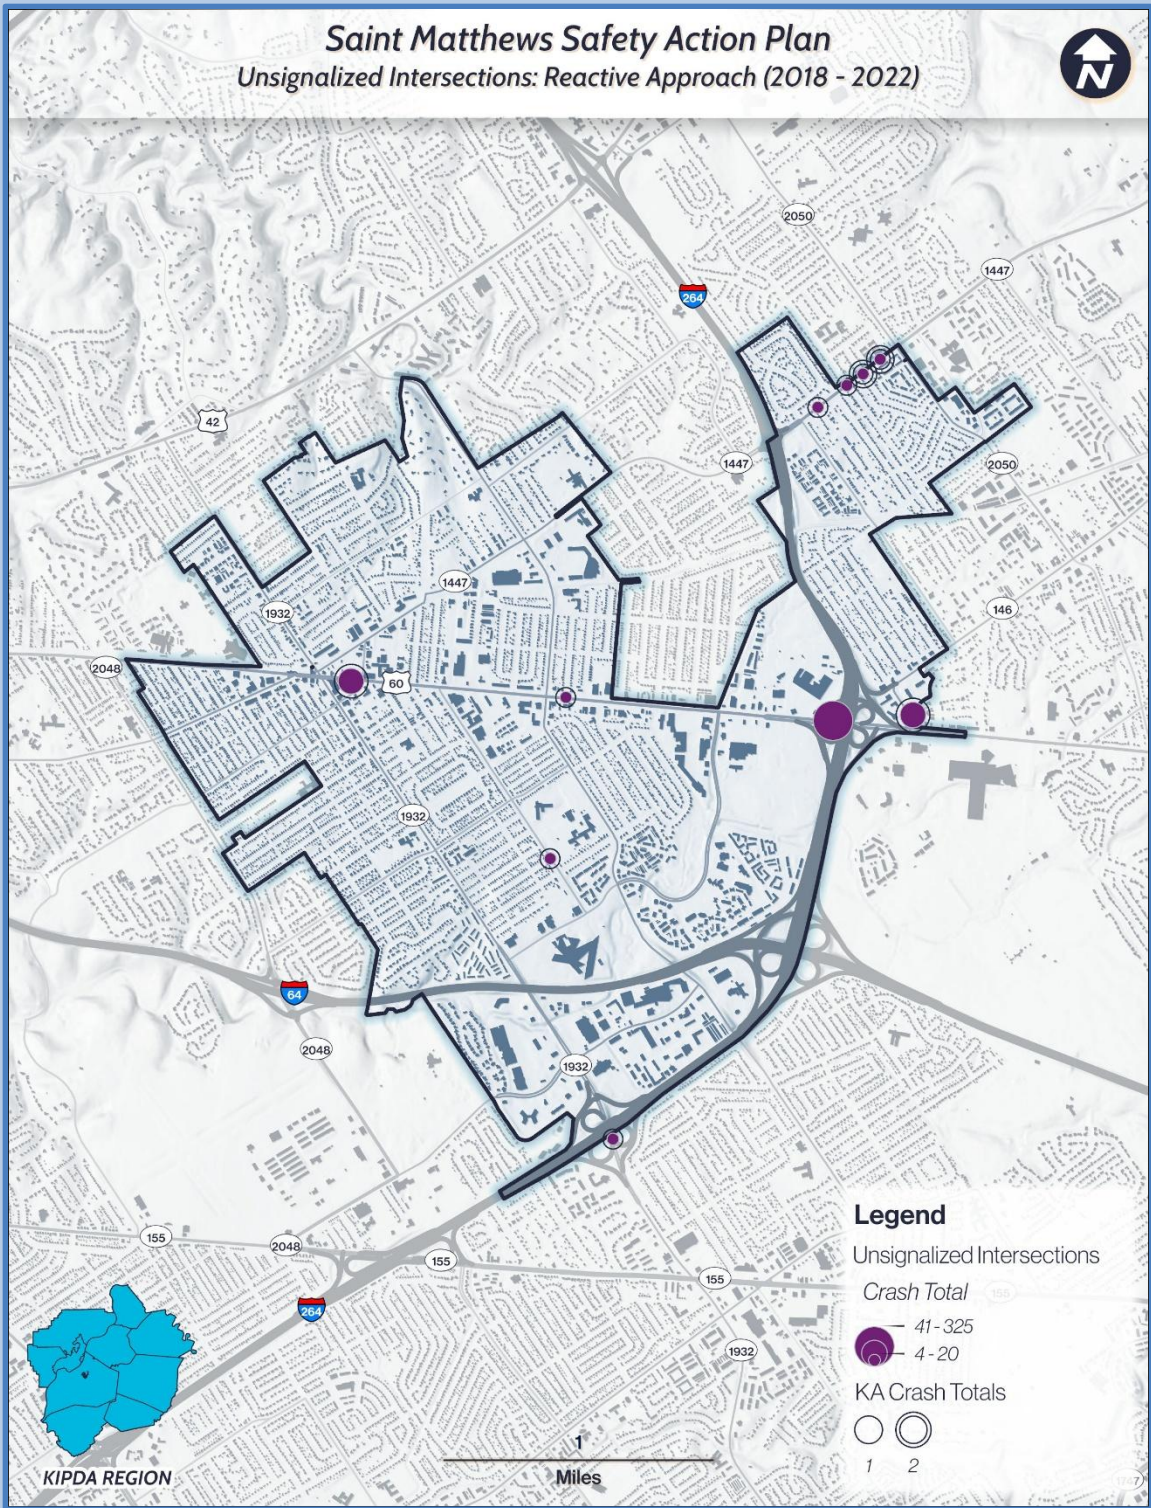 Saint Matthews Safety Action Plan
Unsignalized Intersections: Reactive Approach (2018 - 2022)
N
2050
1447
264
42
1447
2050
1447
1932
146
2048
60
1932
64
2048
1932
155
2048
155
155
264
1932
Legend
Unsignalized Intersections
Crash Total
155
41 - 325
4 - 20
KA Crash Totals
1 2
1
Miles
KIPDA REGION
1747